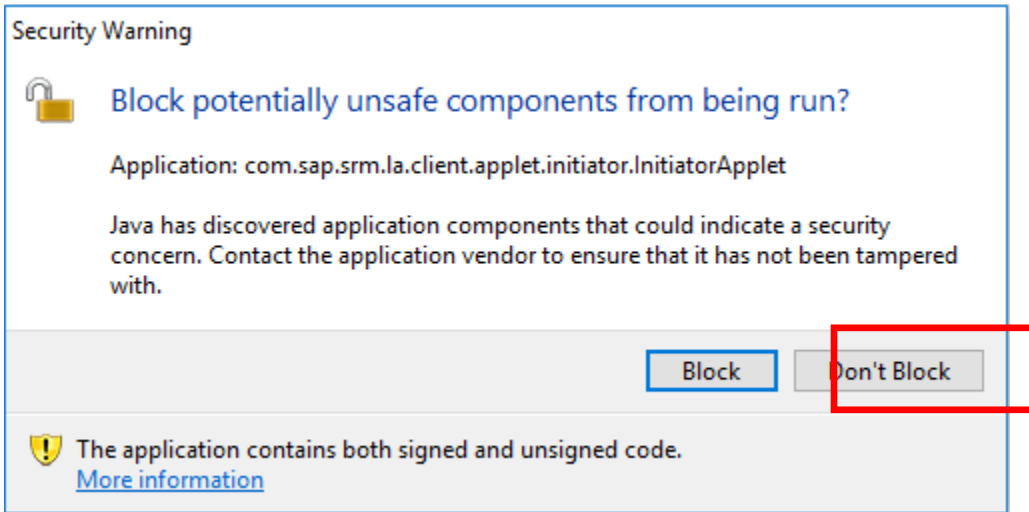 Security Warning
Block potentially unsafe components from being run?
Application: com.sap.srm.la.client.applet.initiator.InitiatorApplet
Java has discovered application components that could indicate a security
concern. Contact the application vendor to ensure that it has not been tampered
with.
Block
Don't Block
The application contains both signed and unsigned code.
More information